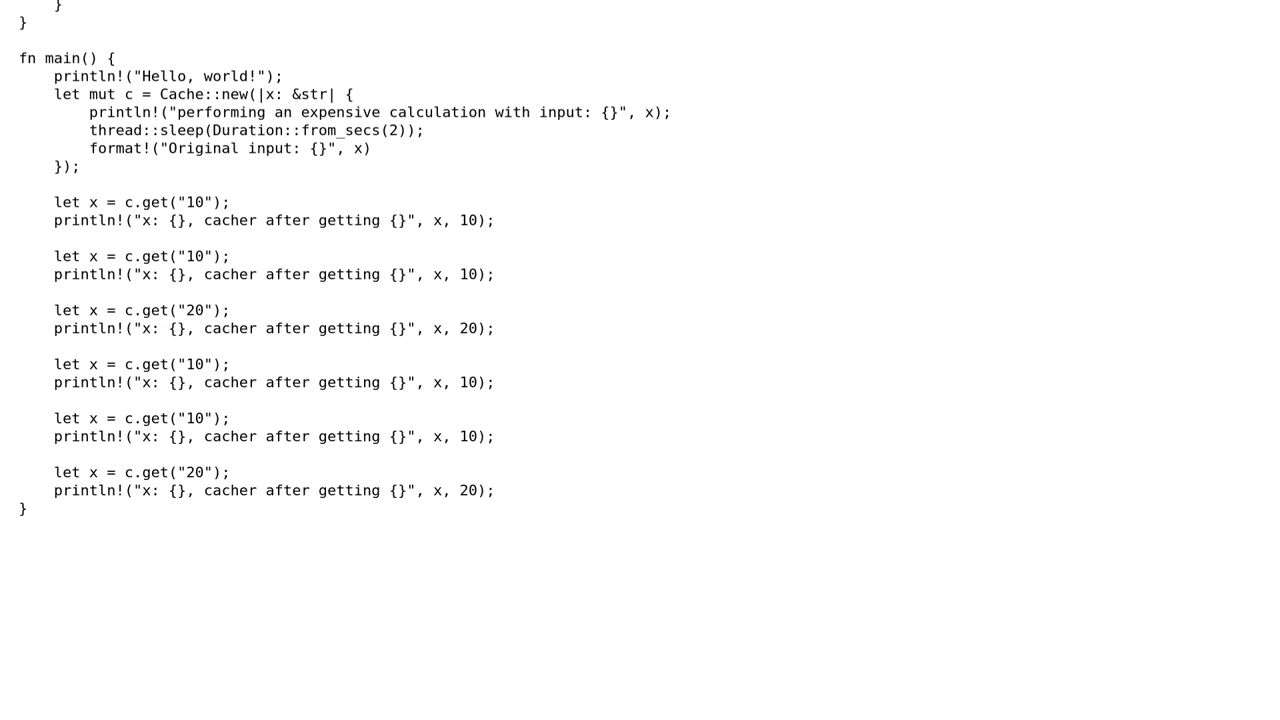 }
}

fn main() {
    println!("Hello, world!");
    let mut c = Cache::new(|x: &str| {
        println!("performing an expensive calculation with input: {}", x);
        thread::sleep(Duration::from_secs(2));
        format!("Original input: {}", x)
    });

    let x = c.get("10");
    println!("x: {}, cacher after getting {}", x, 10);

    let x = c.get("10");
    println!("x: {}, cacher after getting {}", x, 10);

    let x = c.get("20");
    println!("x: {}, cacher after getting {}", x, 20);

    let x = c.get("10");
    println!("x: {}, cacher after getting {}", x, 10);

    let x = c.get("10");
    println!("x: {}, cacher after getting {}", x, 10);

    let x = c.get("20");
    println!("x: {}, cacher after getting {}", x, 20);
}